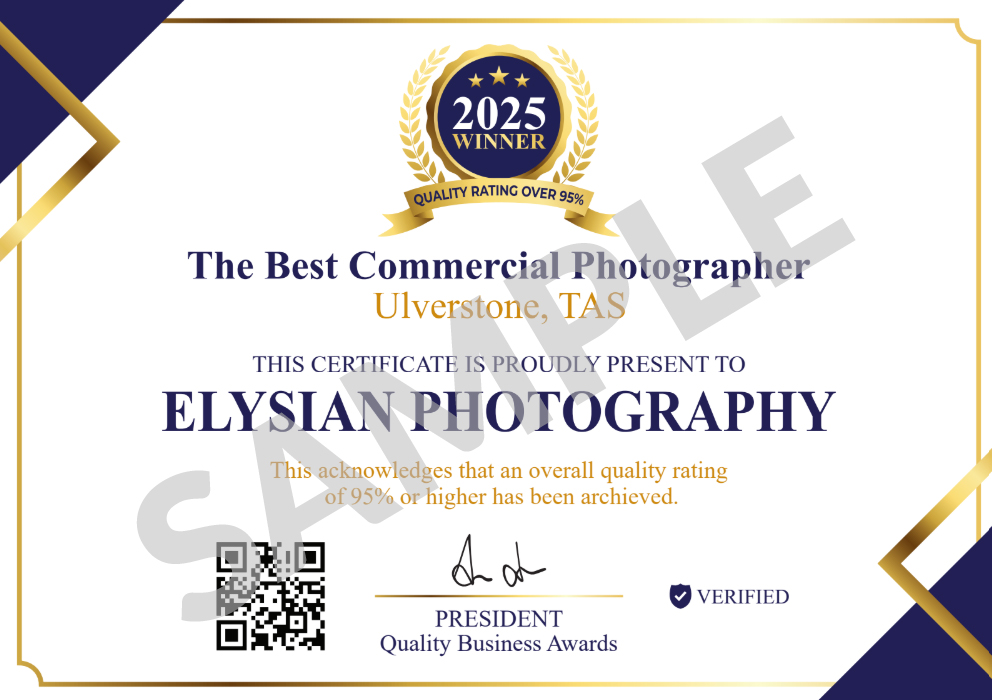 2025
WINNER
QUALITY RATING OVER 95%
The Best Commercial Photographer
Ulverstone, TAS
THIS CERTIFICATE IS PROUDLY PRESENT TO
ELYSIAN PHOTOGRAPHY
This acknowledges that an overall quality rating
of 95% or higher has been archieved.
PRESIDENT
Quality Business Awards
VERIFIED
SAMPLE